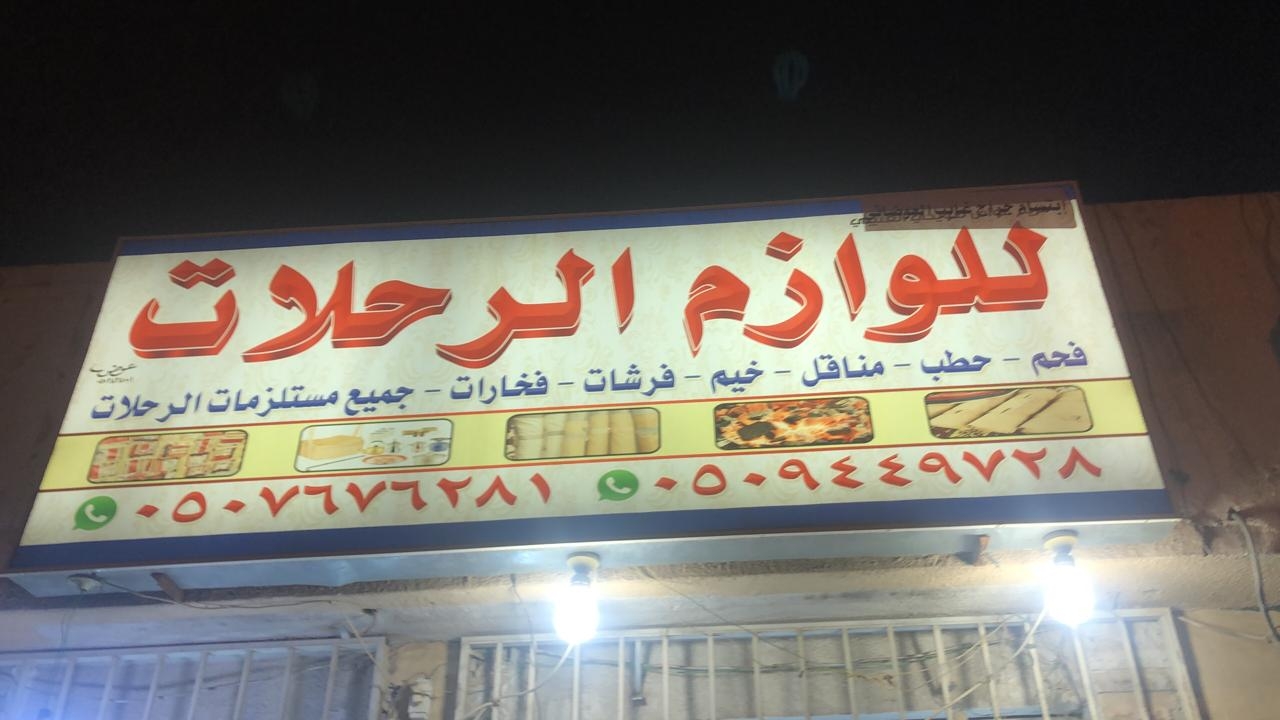 للوازم الرحلات
فحم - حطب - مناقل - خيم - فرشات - فخارات - جميع مستلزمات الرحلات
٠٥٠٩٤٤٩٧٢٨
٠٥٠٧٦٧٦٢٨١